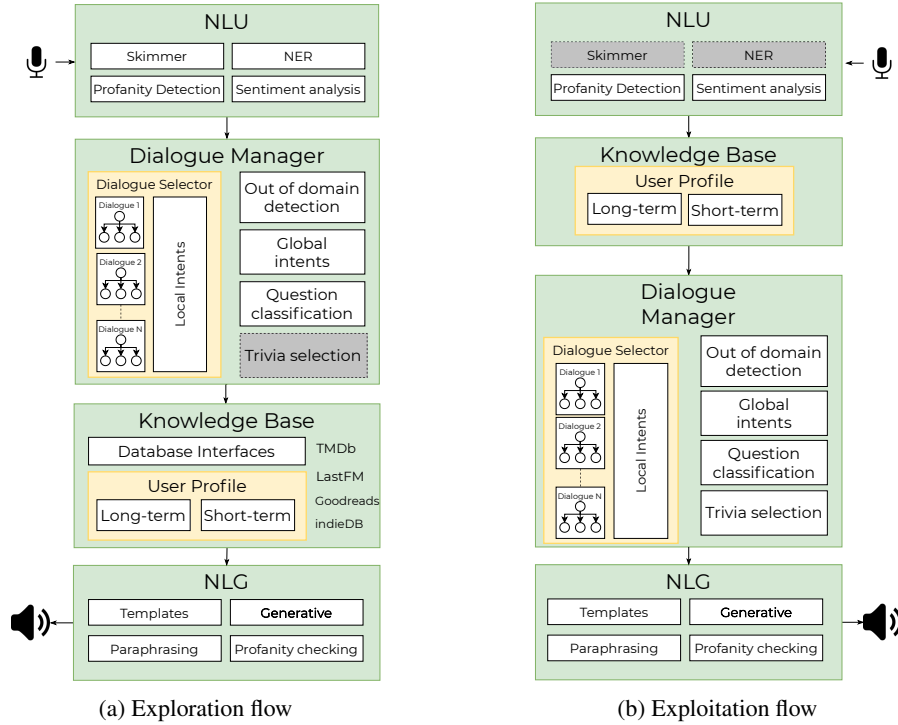 NLU
Skimmer
NER
Profanity Detection
Sentiment analysis
Dialogue Manager
Dialogue Selector
Dialogue 1
Dialogue 2
Dialogue N
Local Intents
Out of domain
detection
Global
intents
Question
classification
Trivia selection
Knowledge Base
Database Interfaces
TMDb
LastFM
Goodreads
indieDB
User Profile
Long-term
Short-term
NLG
Templates
Generative
Paraphrasing
Profanity checking
(a) Exploration flow
NLU
Skimmer
NER
Profanity Detection
Sentiment analysis
Knowledge Base
User Profile
Long-term
Short-term
Dialogue
Manager
Dialogue Selector
Dialogue 1
Dialogue 2
Dialogue N
Local Intents
Out of domain
detection
Global
intents
Question
classification
Trivia selection
NLG
Templates
Generative
Paraphrasing
Profanity checking
(b) Exploitation flow